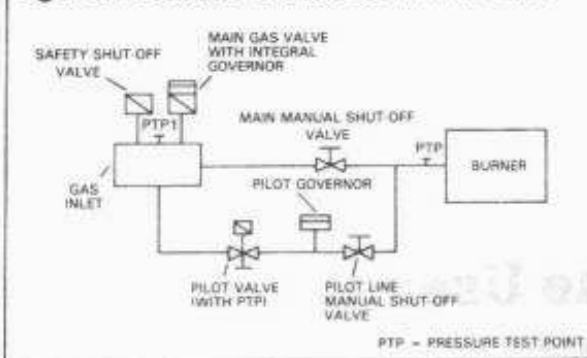 SAFETY SHUT-OFF
VALVE
MAIN GAS VALVE
WITH INTEGRAL
GOVERNOR
PTP1
MAIN MANUAL SHUT-OFF
VALVE
PTP
BURNER
GAS
INLET
PILOT GOVERNOR
PILOT VALVE
(WITH PTP)
PILOT LINE
MANUAL SHUT-OFF
VALVE
PTP - PRESSURE TEST POINT